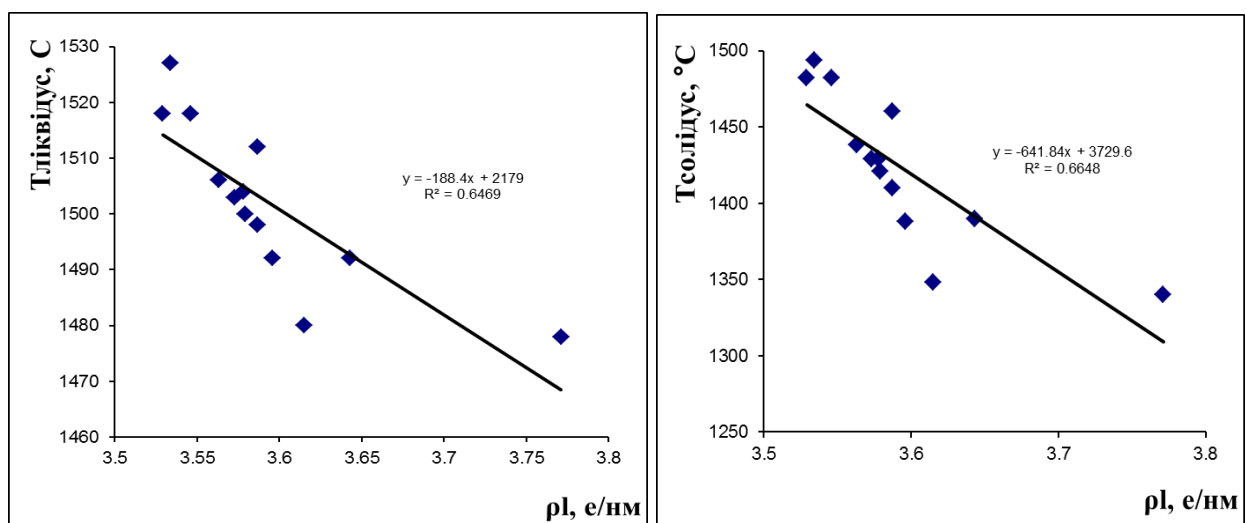 Тліквідус, С
1530
1520
1510
1500
1490
1480
1470
1460
3.5 3.55 3.6 3.65 3.7 3.75 3.8
y = -188.4x + 2179
R² = 0.6469
ρl, е/нм
Тсолідус, °С
1500
1450
1400
1350
1300
1250
3.5 3.6 3.7 3.8
y = -641.84x + 3729.6
R² = 0.6648
ρl, е/нм